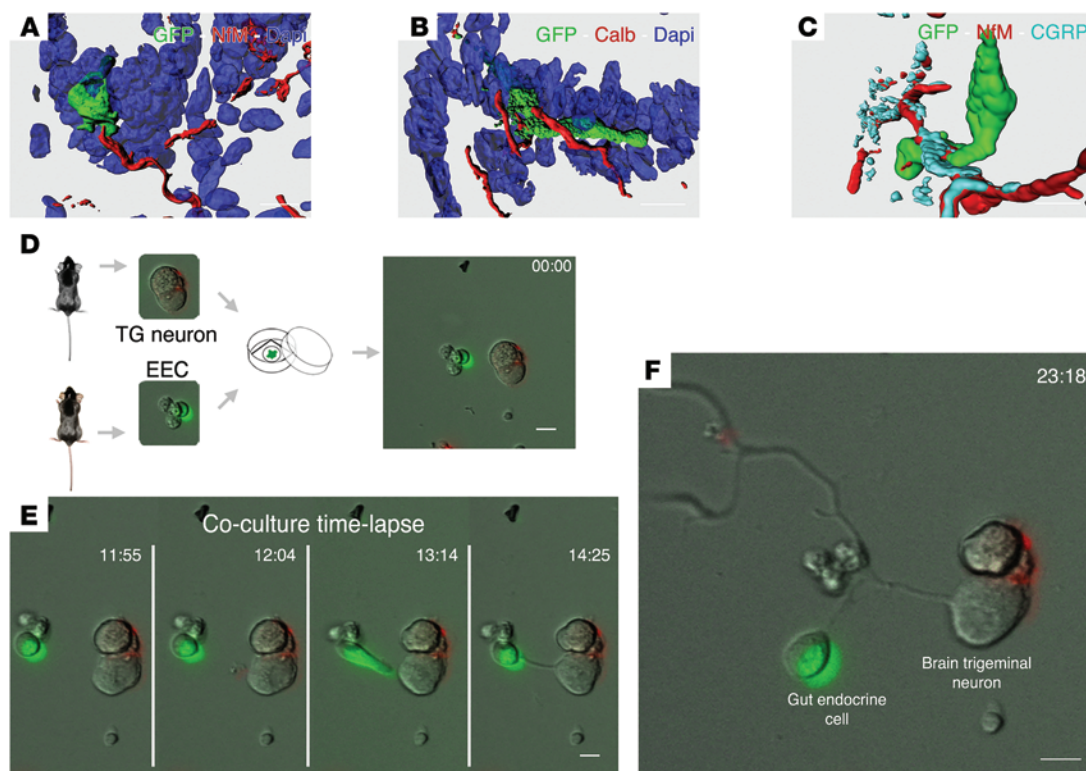 A
GFP - NfM - Dapi
B
GFP - Calb - Dapi
C
GFP - NfM - CGRP
D
TG neuron
EEC
00:00
E
Co-culture time-lapse
11:55
12:04
13:14
14:25
F
23:18
Brain trigeminal
neuron
Gut endocrine
cell